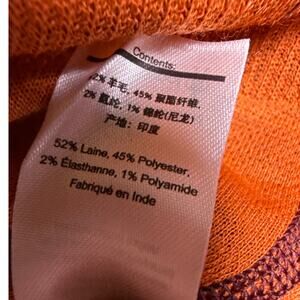 Contents.
52% 羊毛, 45% 聚酯纤维,
2% 氨纶, 1% 锦纶(尼龙)
产地: 印度
52% Laine, 45% Polyester,
2% Élasthanne, 1% Polyamide
Fabriqué en Inde